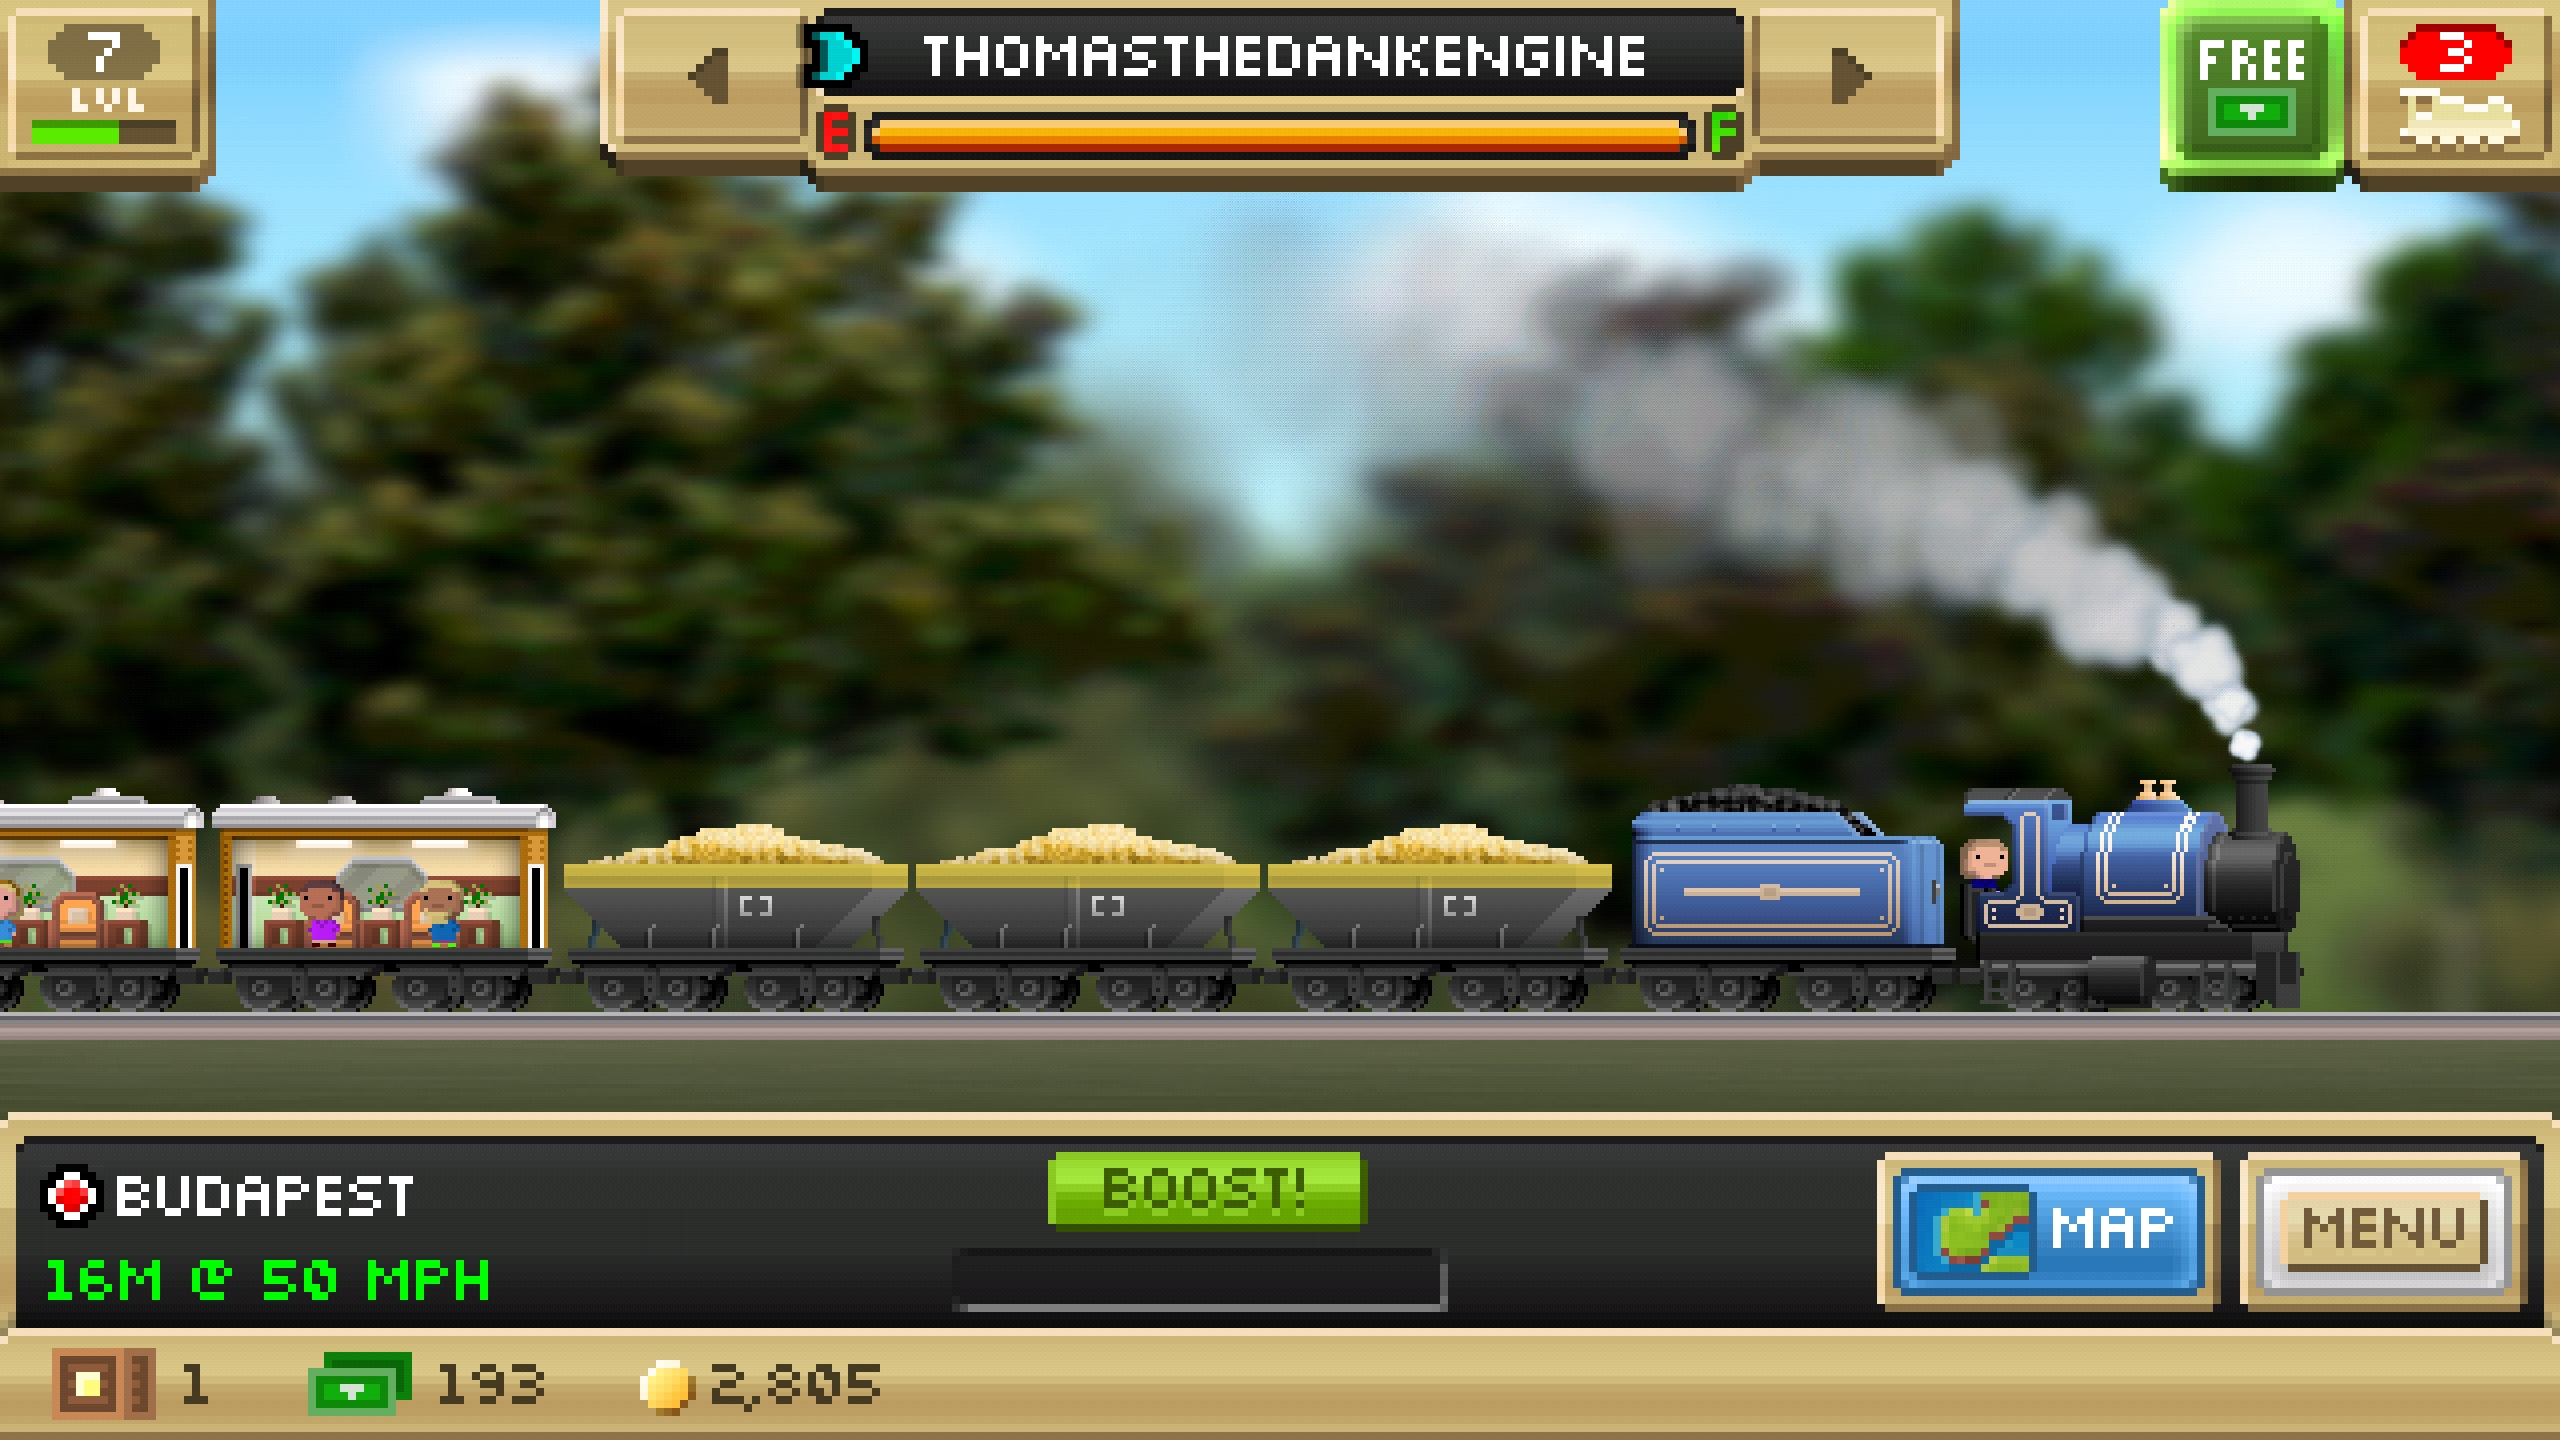 7
LVL
THOMASTHEDANKENGINE
E F
FREE
3
BUDAPEST
16M @ 50 MPH
BOOST!
MAP
MENU
1
193
2,805